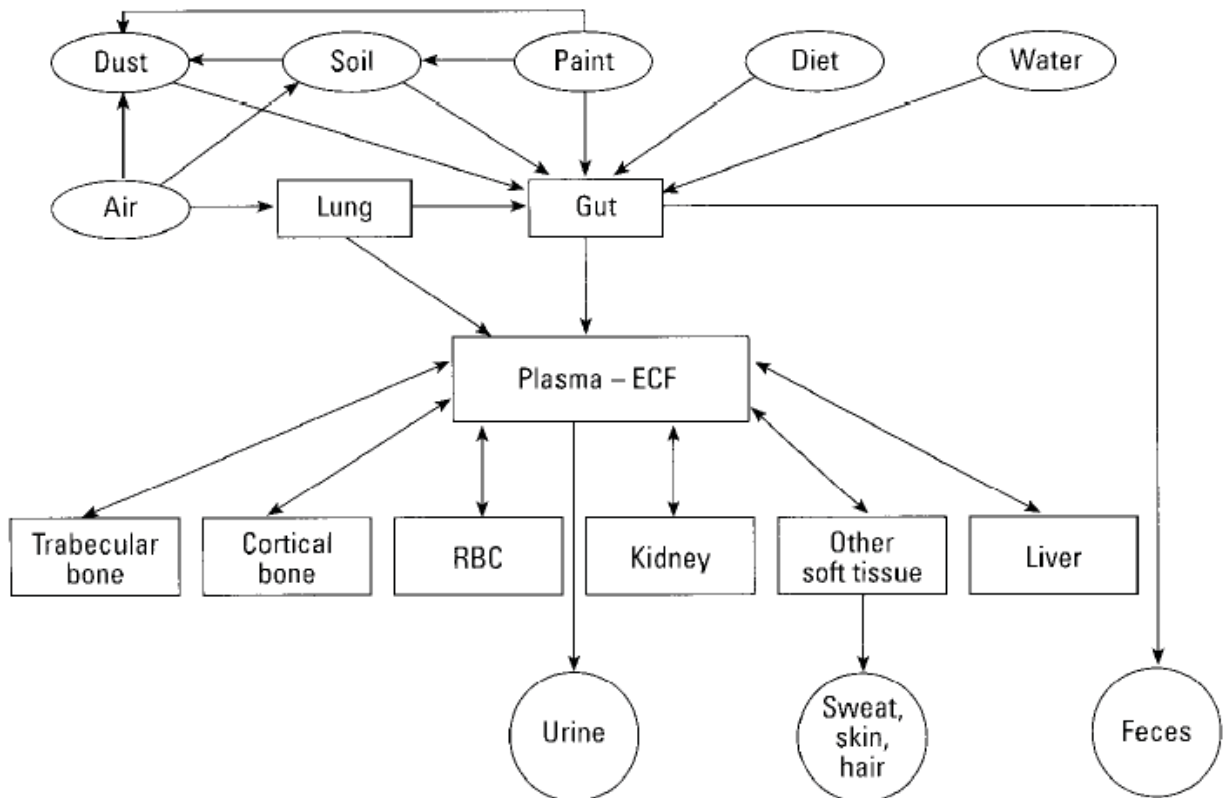 Dust
Soil
Paint
Diet
Water
Air
Lung
Gut
Plasma – ECF
Trabecular
bone
Cortical
bone
RBC
Kidney
Other
soft tissue
Liver
Urine
Sweat,
skin,
hair
Feces